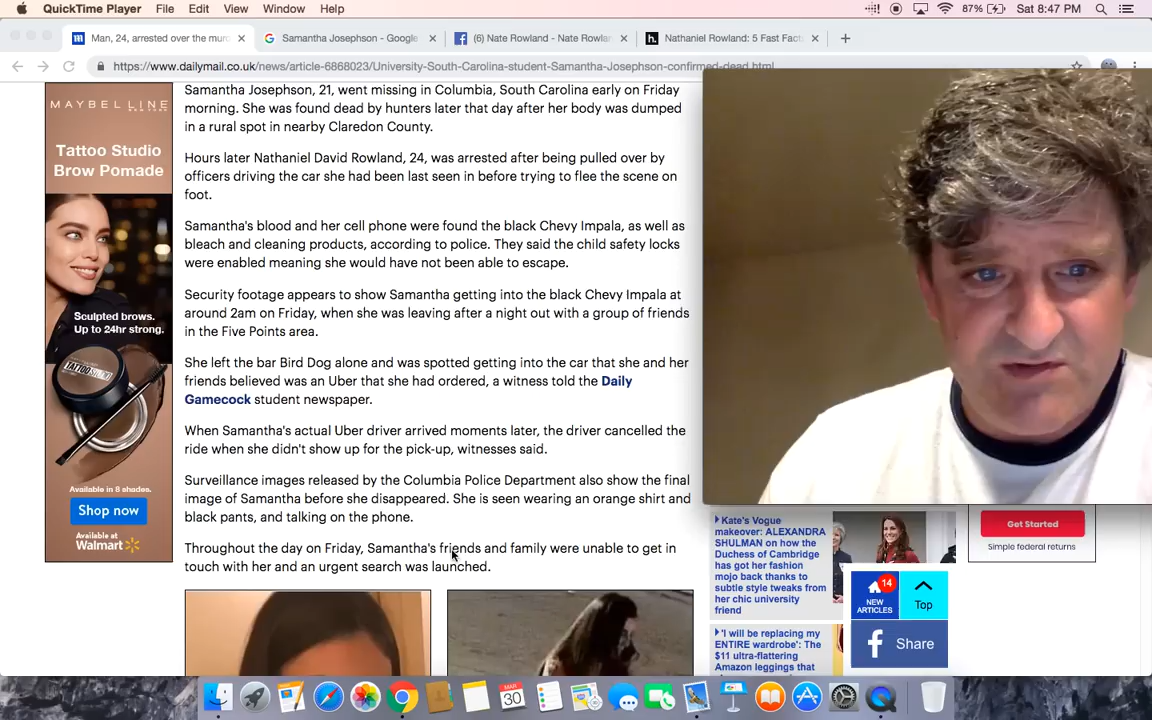 QuickTime Player File Edit View Window Help
87% Sat 8:47 PM
Man, 24, arrested over the mur
Samantha Josephson - Google
(6) Nate Rowland - Nate Rowlan
Nathaniel Rowland: 5 Fast Fact
https://www.dailymail.co.uk/news/article-6868023/University-South-Carolina-student-Samantha-Josephson-confirmed-dead.html
MAYBELLINE
Tattoo Studio
Brow Pomade
Sculpted brows.
Up to 24hr strong.
TATTOO STUDIO
Available in 8 shades.
Shop now
Available at
Walmart
Samantha Josephson, 21, went missing in Columbia, South Carolina early on Friday
morning. She was found dead by hunters later that day after her body was dumped
in a rural spot in nearby Claredon County.
Hours later Nathaniel David Rowland, 24, was arrested after being pulled over by
officers driving the car she had been last seen in before trying to flee the scene on
foot.
Samantha's blood and her cell phone were found the black Chevy Impala, as well as
bleach and cleaning products, according to police. They said the child safety locks
were enabled meaning she would have not been able to escape.
Security footage appears to show Samantha getting into the black Chevy Impala at
around 2am on Friday, when she was leaving after a night out with a group of friends
in the Five Points area.
She left the bar Bird Dog alone and was spotted getting into the car that she and her
friends believed was an Uber that she had ordered, a witness told the Daily
Gamecock student newspaper.
When Samantha's actual Uber driver arrived moments later, the driver cancelled the
ride when she didn't show up for the pick-up, witnesses said.
Surveillance images released by the Columbia Police Department also show the final
image of Samantha before she disappeared. She is seen wearing an orange shirt and
black pants, and talking on the phone.
Throughout the day on Friday, Samantha's friends and family were unable to get in
touch with her and an urgent search was launched.
Kate's Vogue
makeover: ALEXANDRA
SHULMAN on how the
Duchess of Cambridge
has got her fashion
mojo back thanks to
subtle style tweaks from
her chic university
friend
'I will be replacing my
ENTIRE wardrobe': The
$11 ultra-flattering
Amazon leggings that
Get Started
Simple federal returns
14
NEW
ARTICLES
Top
Share
MAR
30